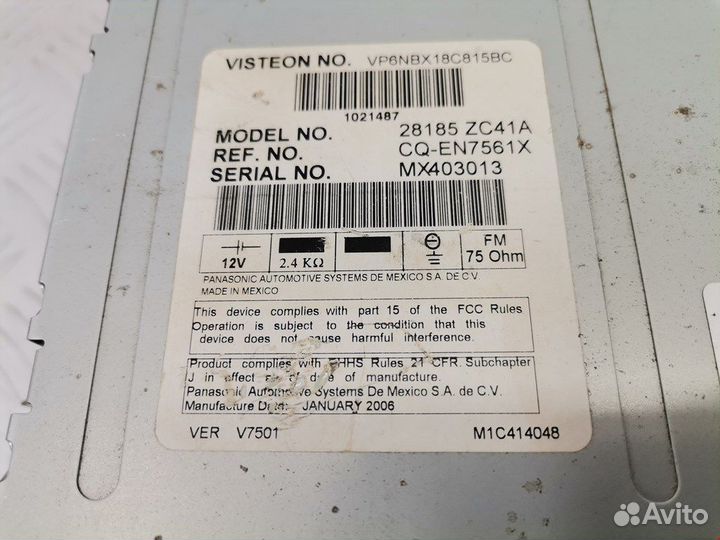 VISTEON NO. VP6NBX18C815BC
1021487
MODEL NO. 28185 ZC41A
REF. NO. CQ-EN7561X
SERIAL NO. MX403013
12V 2.4 KΩ FM 75 Ohm
PANASONIC AUTOMOTIVE SYSTEMS DE MEXICO S.A. DE C.V.
MADE IN MEXICO
This device complies with part 15 of the FCC Rules
Operation is subject to the condition that this
device does not cause harmful interference.
Product complies with DHHS Rules 21 CFR. Subchapter
J in effect at date of manufacture.
Panasonic Automotive Systems De Mexico S.A. de C.V.
Manufacture Date: JANUARY 2006
VER V7501 M1C414048
Avito